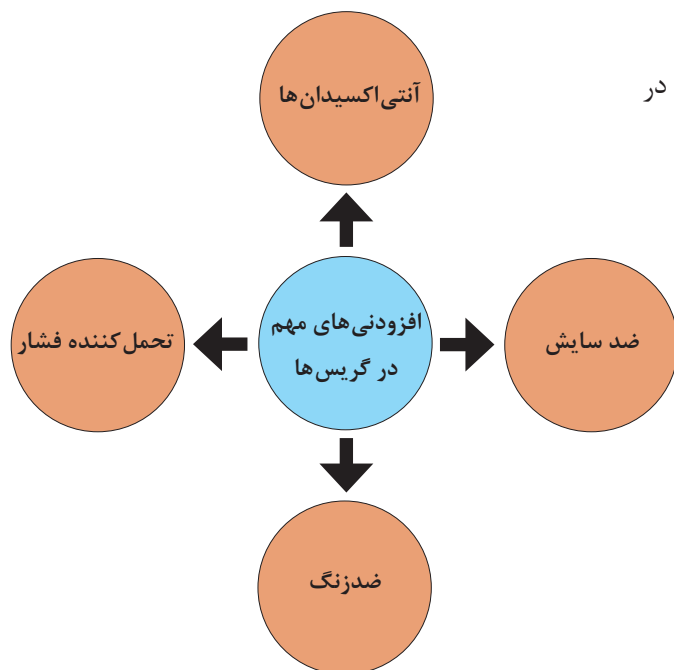 در
آنتی‌اکسیدان‌ها
افزودنی‌های مهم
در گریس‌ها
ضد سایش
تحمل‌کننده فشار
ضدزنگ